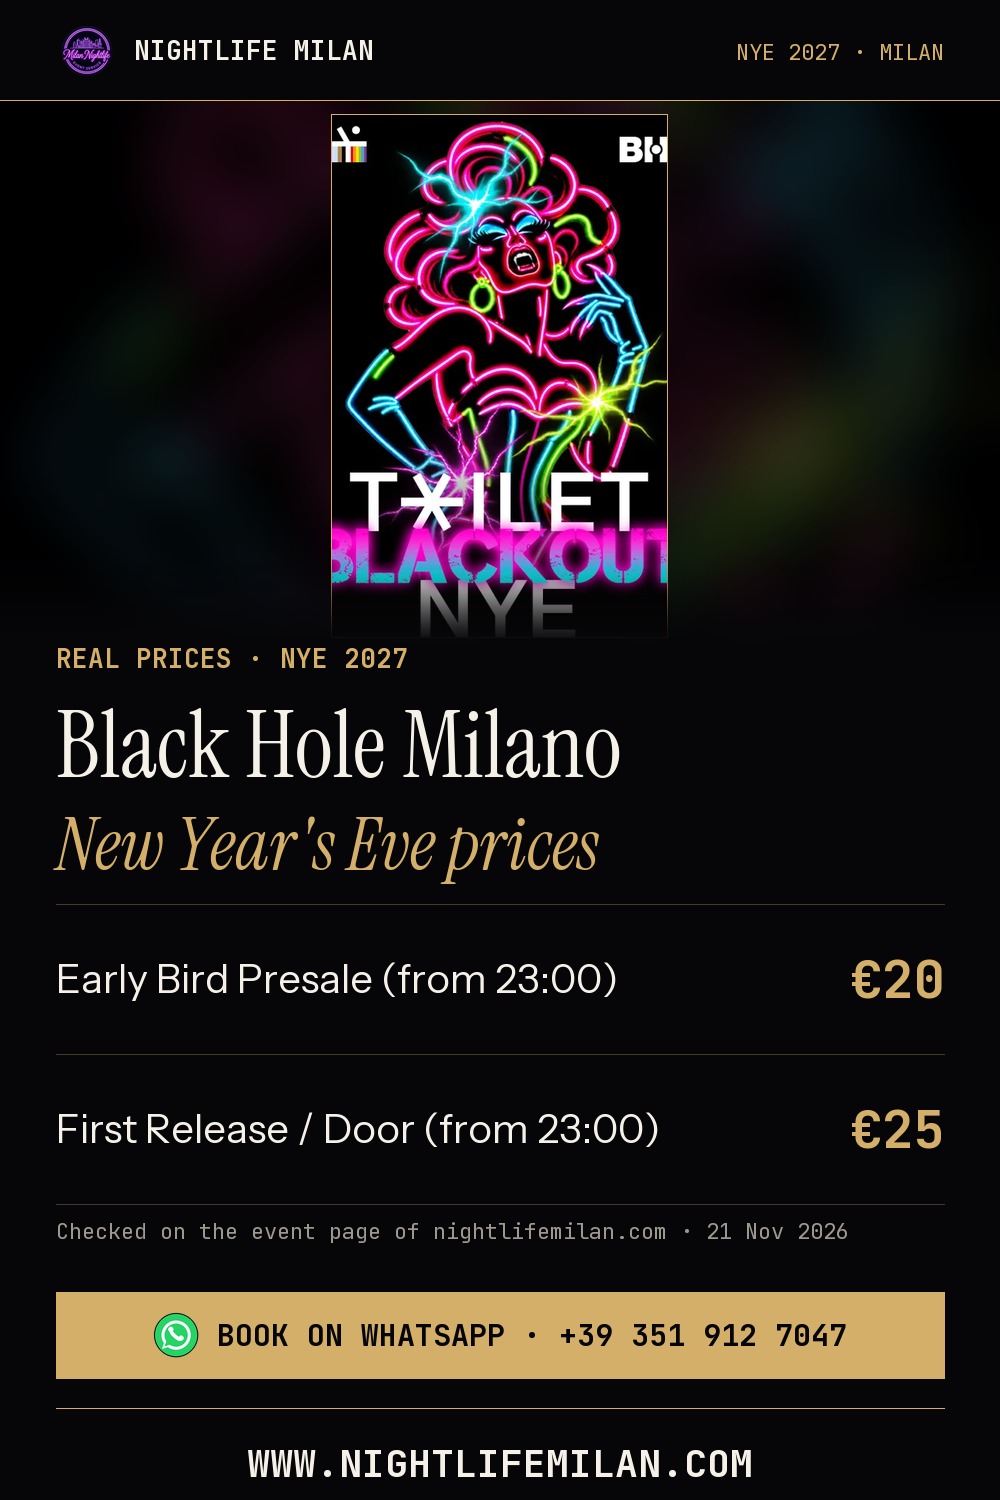 Milan Nightlife
NIGHTLIFE MILAN
NYE 2027 · MILAN
BH
T*ILET
BLACKOUT
NYE
REAL PRICES · NYE 2027
Black Hole Milano
New Year's Eve prices
Early Bird Presale (from 23:00)
€20
First Release / Door (from 23:00)
€25
Checked on the event page of nightlifemilan.com · 21 Nov 2026
BOOK ON WHATSAPP · +39 351 912 7047
WWW.NIGHTLIFEMILAN.COM